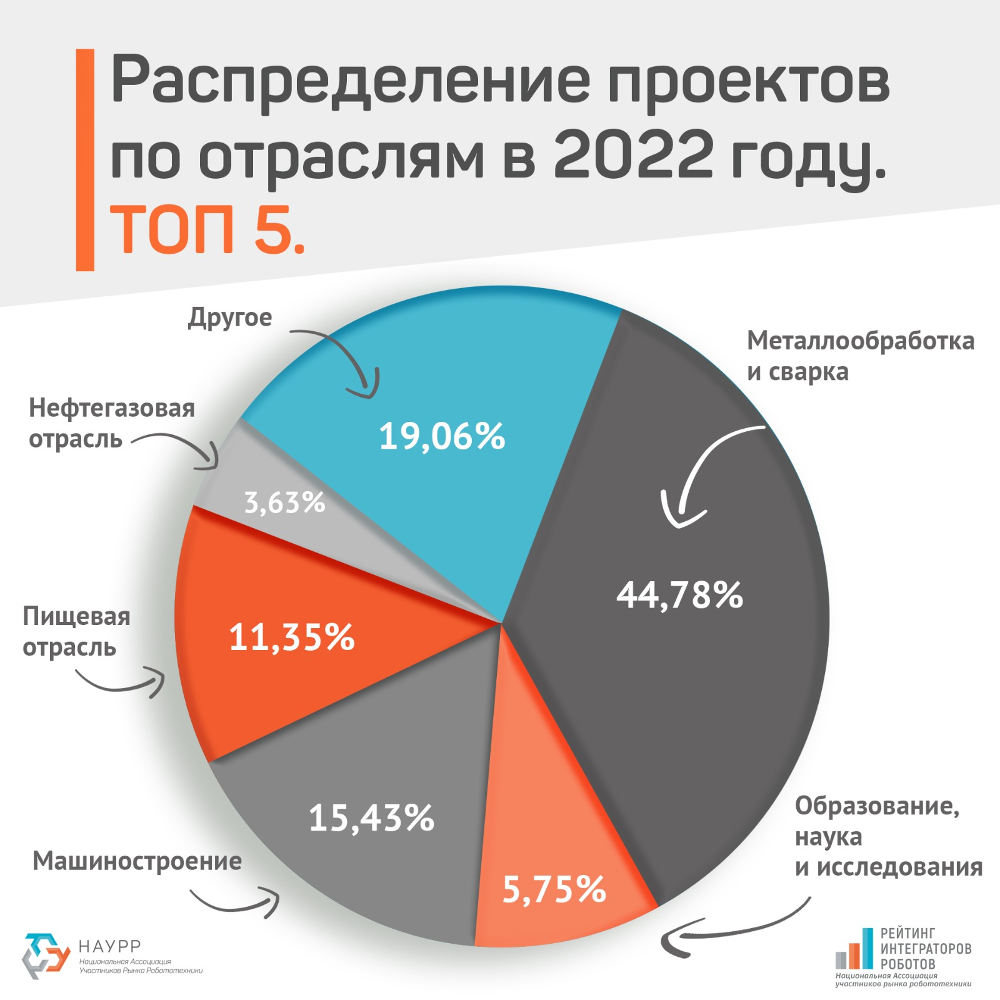 Распределение проектов
по отраслям в 2022 году.
ТОП 5.
Другое
19,06%
Металлообработка
и сварка
44,78%
Нефтегазовая
отрасль
3,63%
Пищевая
отрасль
11,35%
Машиностроение
15,43%
Образование,
наука
и исследования
5,75%
НАУРР
Национальная Ассоциация
Участников Рынка Робототехники
РЕЙТИНГ
ИНТЕГРАТОРОВ
РОБОТОВ
Национальная Ассоциация
участников рынка робототехники